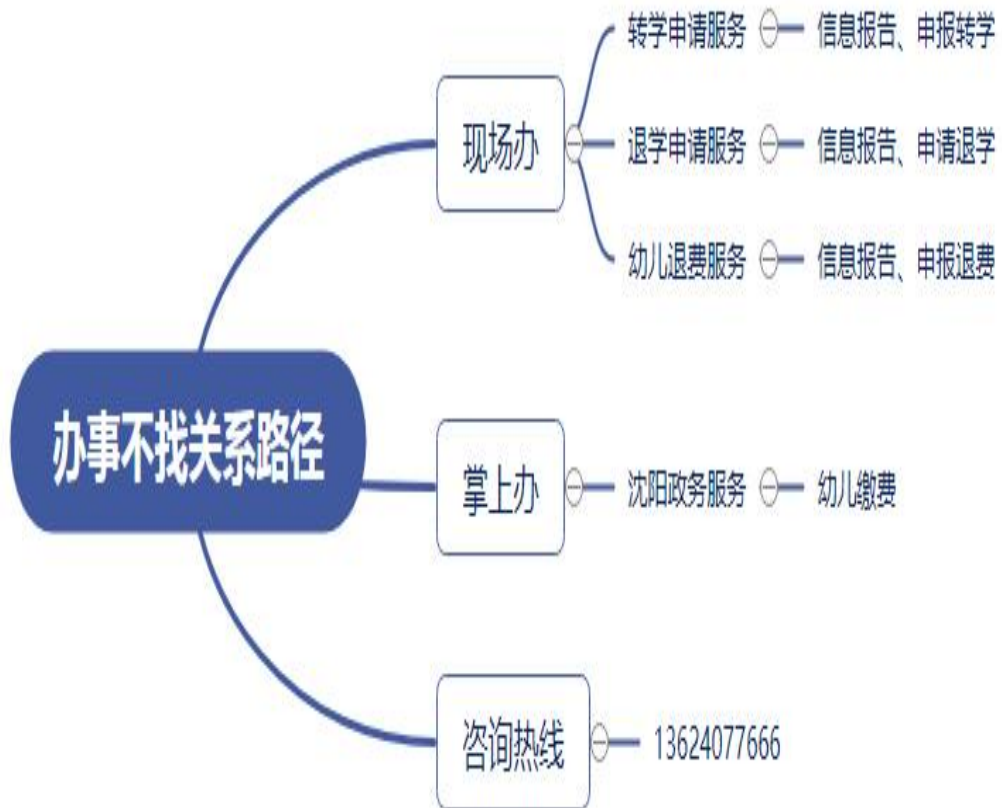 转学申请服务 信息报告、申报转学
现场办
退学申请服务 信息报告、申请退学
幼儿退费服务 信息报告、申报退费
办事不找关系路径
掌上办 沈阳政务服务 幼儿缴费
咨询热线 13624077666